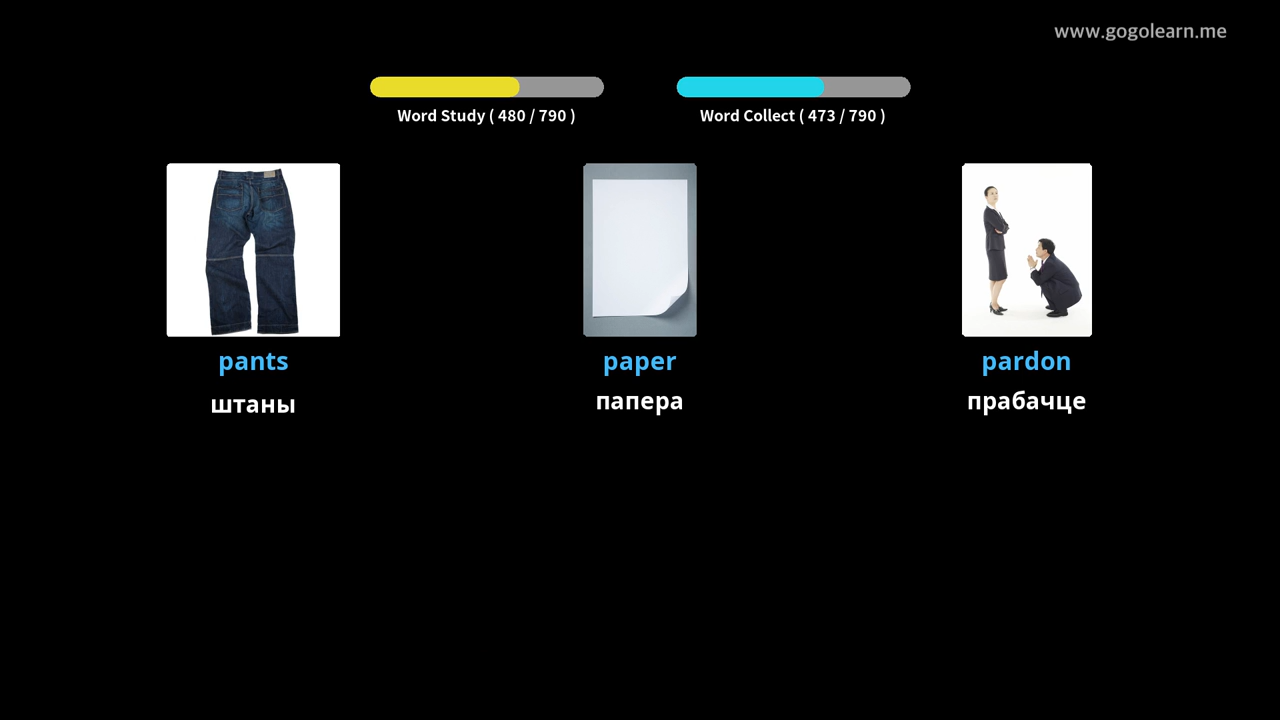 www.gogolearn.me
Word Study ( 480 / 790 )
Word Collect ( 473 / 790 )
pants
paper
pardon
штаны
папера
прабачце